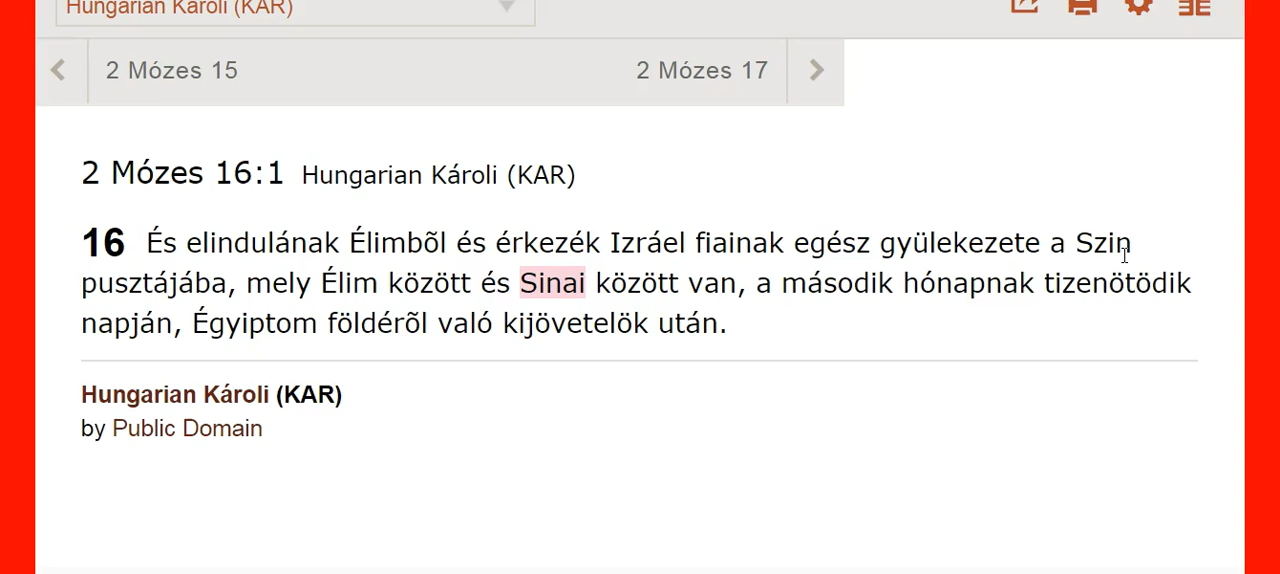 Hungarian Károli (KAR)
2 Mózes 15
2 Mózes 17
2 Mózes 16:1 Hungarian Károli (KAR)
16 És elindulának Élimbõl és érkezék Izráel fiainak egész gyülekezete a Szin
pusztájába, mely Élim között és Sinai között van, a második hónapnak tizenötödik
napján, Égyiptom földérõl való kijövetelök után.
Hungarian Károli (KAR)
by Public Domain